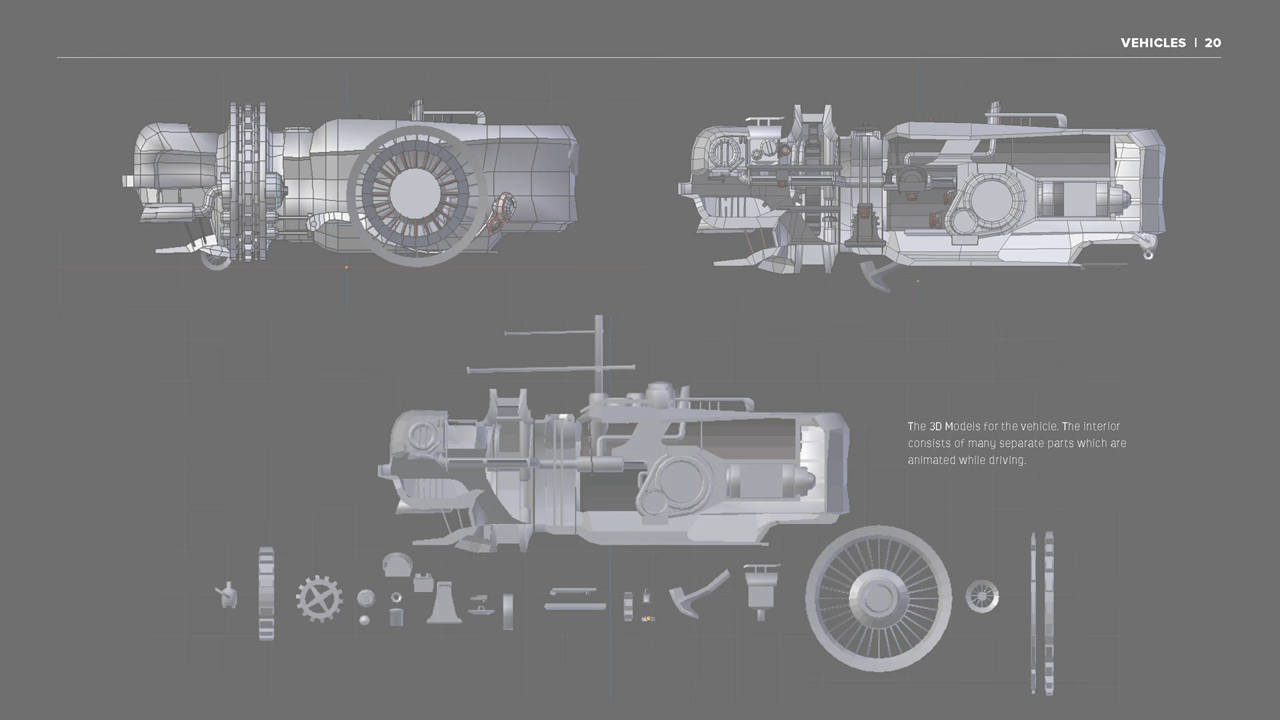 VEHICLES | 20
The 3D Models for the vehicle. The interior
consists of many separate parts which are
animated while driving.